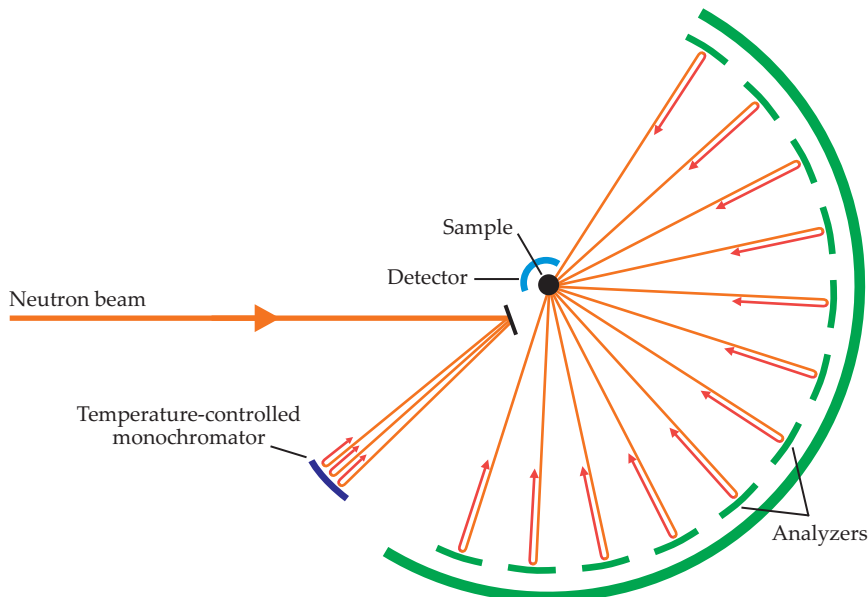 Sample
Detector
Neutron beam
Temperature-controlled
monochromator
Analyzers